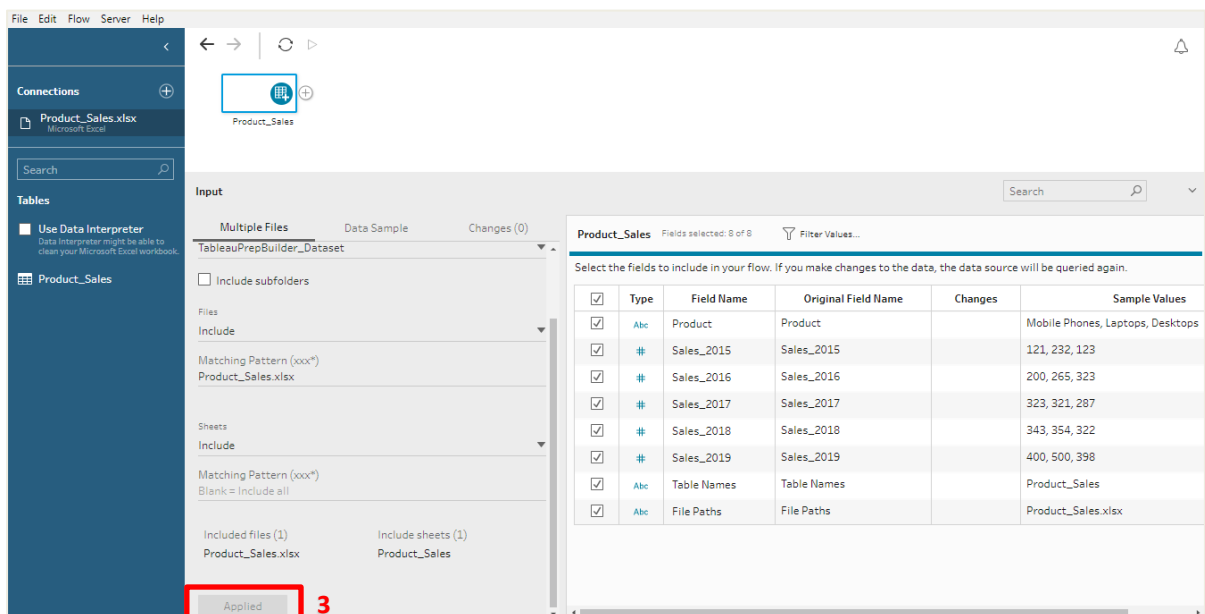 File Edit Flow Server Help
Connections
Product_Sales.xlsx
Microsoft Excel
Search
Tables
Use Data Interpreter
Data Interpreter might be able to
clean your Microsoft Excel workbook.
Product_Sales
Product_Sales
Input
Search
Multiple Files Data Sample Changes (0)
TableauPrepBuilder_Dataset
Include subfolders
Files
Include
Matching Pattern (xxx*)
Product_Sales.xlsx
Sheets
Include
Matching Pattern (xxx*)
Blank = Include all
Included files (1) Include sheets (1)
Product_Sales.xlsx Product_Sales
Applied 3
Product_Sales Fields selected: 8 of 8 Filter Values...
Select the fields to include in your flow. If you make changes to the data, the data source will be queried again.
Type Field Name Original Field Name Changes Sample Values
Abc Product Product Mobile Phones, Laptops, Desktops
# Sales_2015 Sales_2015 121, 232, 123
# Sales_2016 Sales_2016 200, 265, 323
# Sales_2017 Sales_2017 323, 321, 287
# Sales_2018 Sales_2018 343, 354, 322
# Sales_2019 Sales_2019 400, 500, 398
Abc Table Names Table Names Product_Sales
Abc File Paths File Paths Product_Sales.xlsx